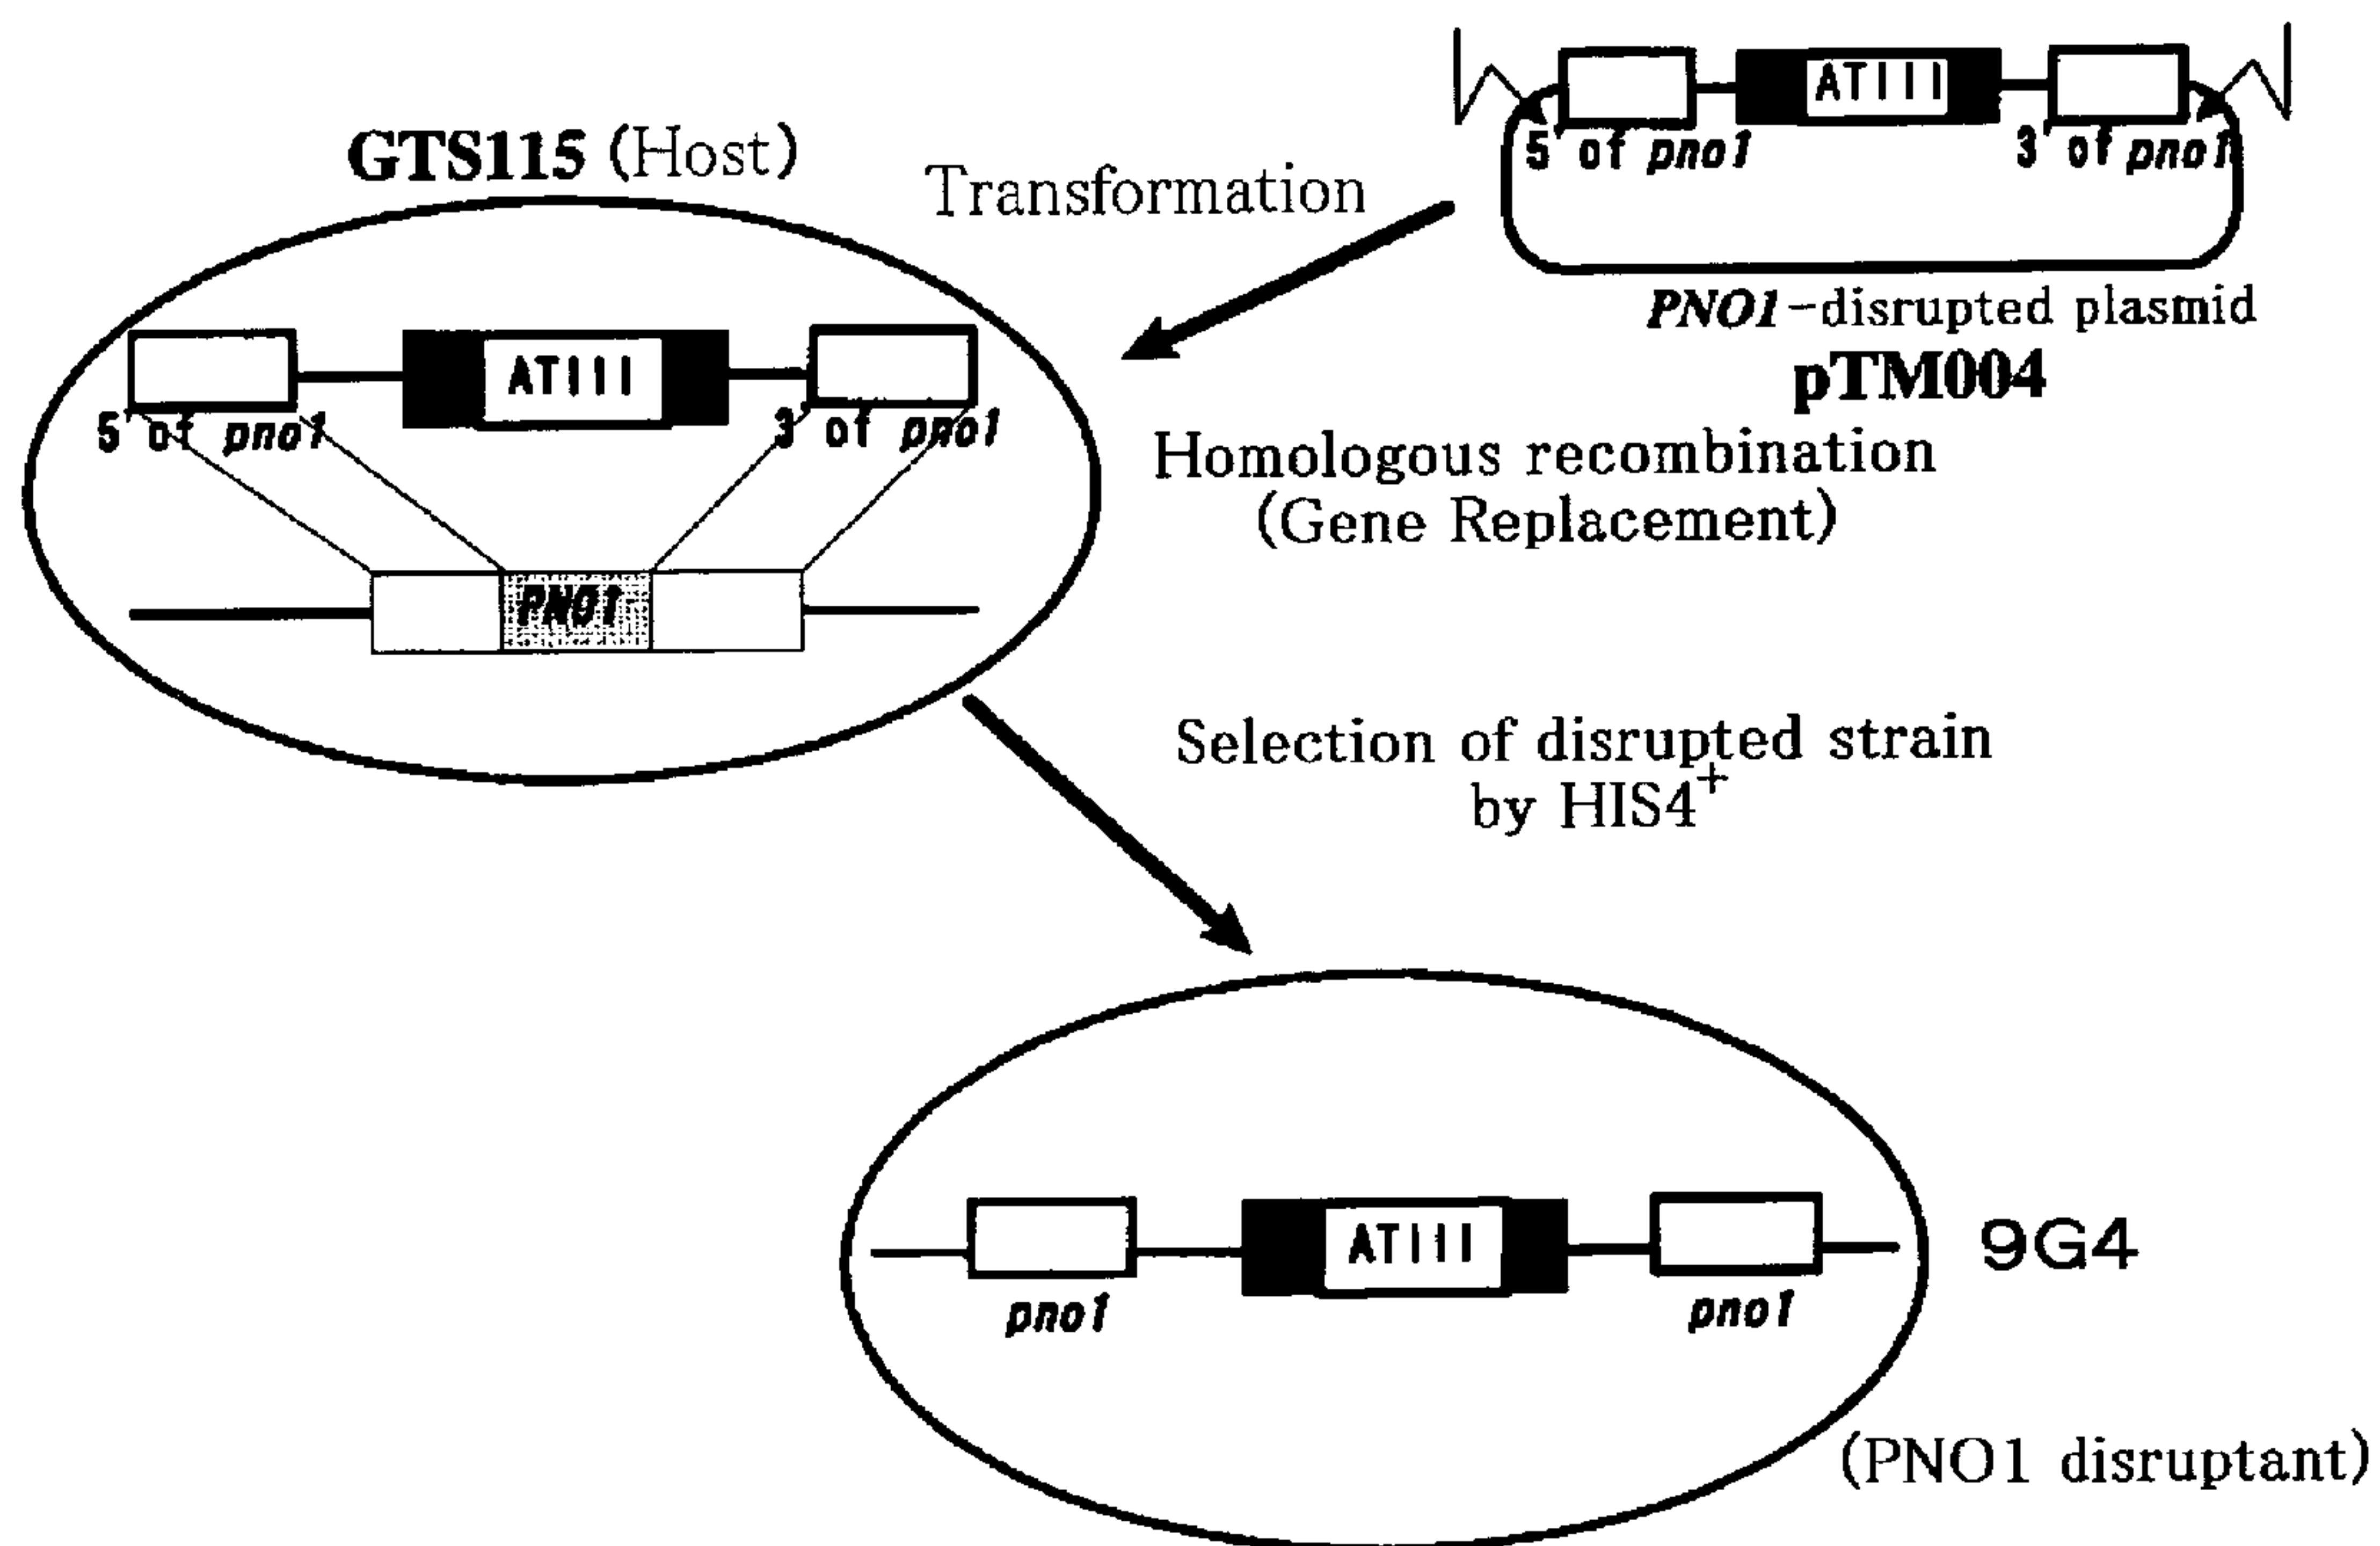 ATIII
5' of pno1
3' of pno1
GTS115 (Host)
Transformation
PNO1-disrupted plasmid
pTM004
ATIII
5' of pno1
3' of pno1
Homologous recombination
(Gene Replacement)
PNO1
Selection of disrupted strain
by HIS4+
ATIII
9G4
pno1
pno1
(PNO1 disruptant)